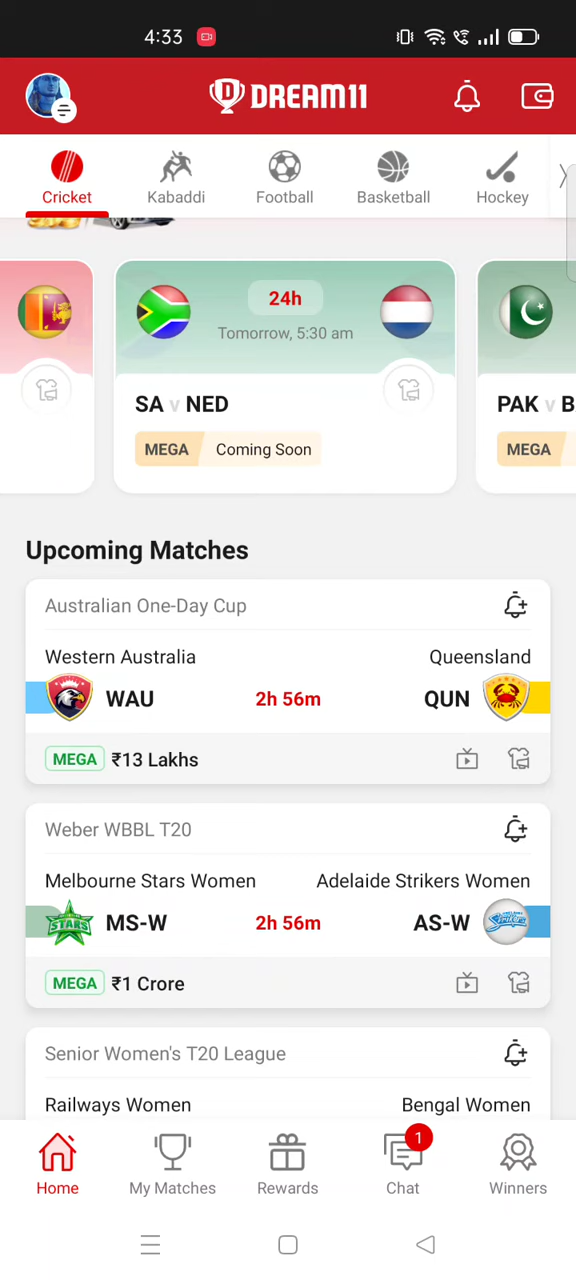 4:33
DREAM11
Cricket
Kabaddi
Football
Basketball
Hockey
24h
Tomorrow, 5:30 am
SA v NED
MEGA Coming Soon
PAK v B
MEGA
Upcoming Matches
Australian One-Day Cup
Western Australia Queensland
WAU 2h 56m QUN
MEGA ₹13 Lakhs
Weber WBBL T20
Melbourne Stars Women Adelaide Strikers Women
STARS MS-W 2h 56m AS-W Strikers
MEGA ₹1 Crore
Senior Women's T20 League
Railways Women Bengal Women
1
Home
My Matches
Rewards
Chat
Winners